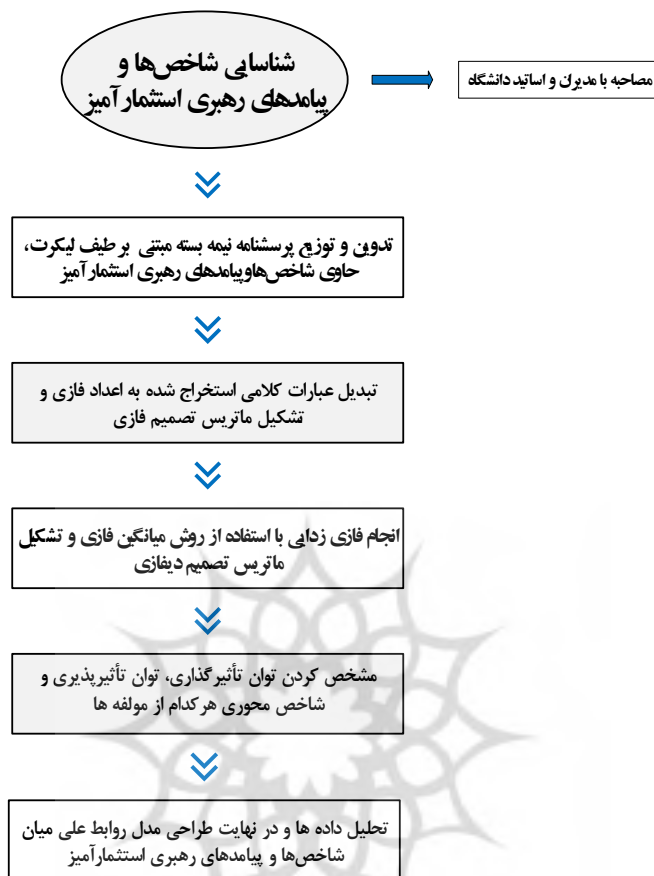 شناسایی شاخص‌ها و
پیامدهای رهبری استثمارآمیز
مصاحبه با مدیران و اساتید دانشگاه
تدوین و توزیع پرسشنامه نیمه بسته مبتنی بر طیف لیکرت،
حاوی شاخص‌هاوپیامدهای رهبری استثمارآمیز
تبدیل عبارات کلامی استخراج شده به اعداد فازی و
تشکیل ماتریس تصمیم فازی
انجام فازی زدایی با استفاده از روش میانگین فازی و تشکیل
ماتریس تصمیم دیفازی
مشخص کردن توان تأثیرگذاری، توان تأثیرپذیری و
شاخص محوری هرکدام از مولفه ها
تحلیل داده ها و در نهایت طراحی مدل روابط علی میان
شاخص‌ها و پیامدهای رهبری استثمارآمیز